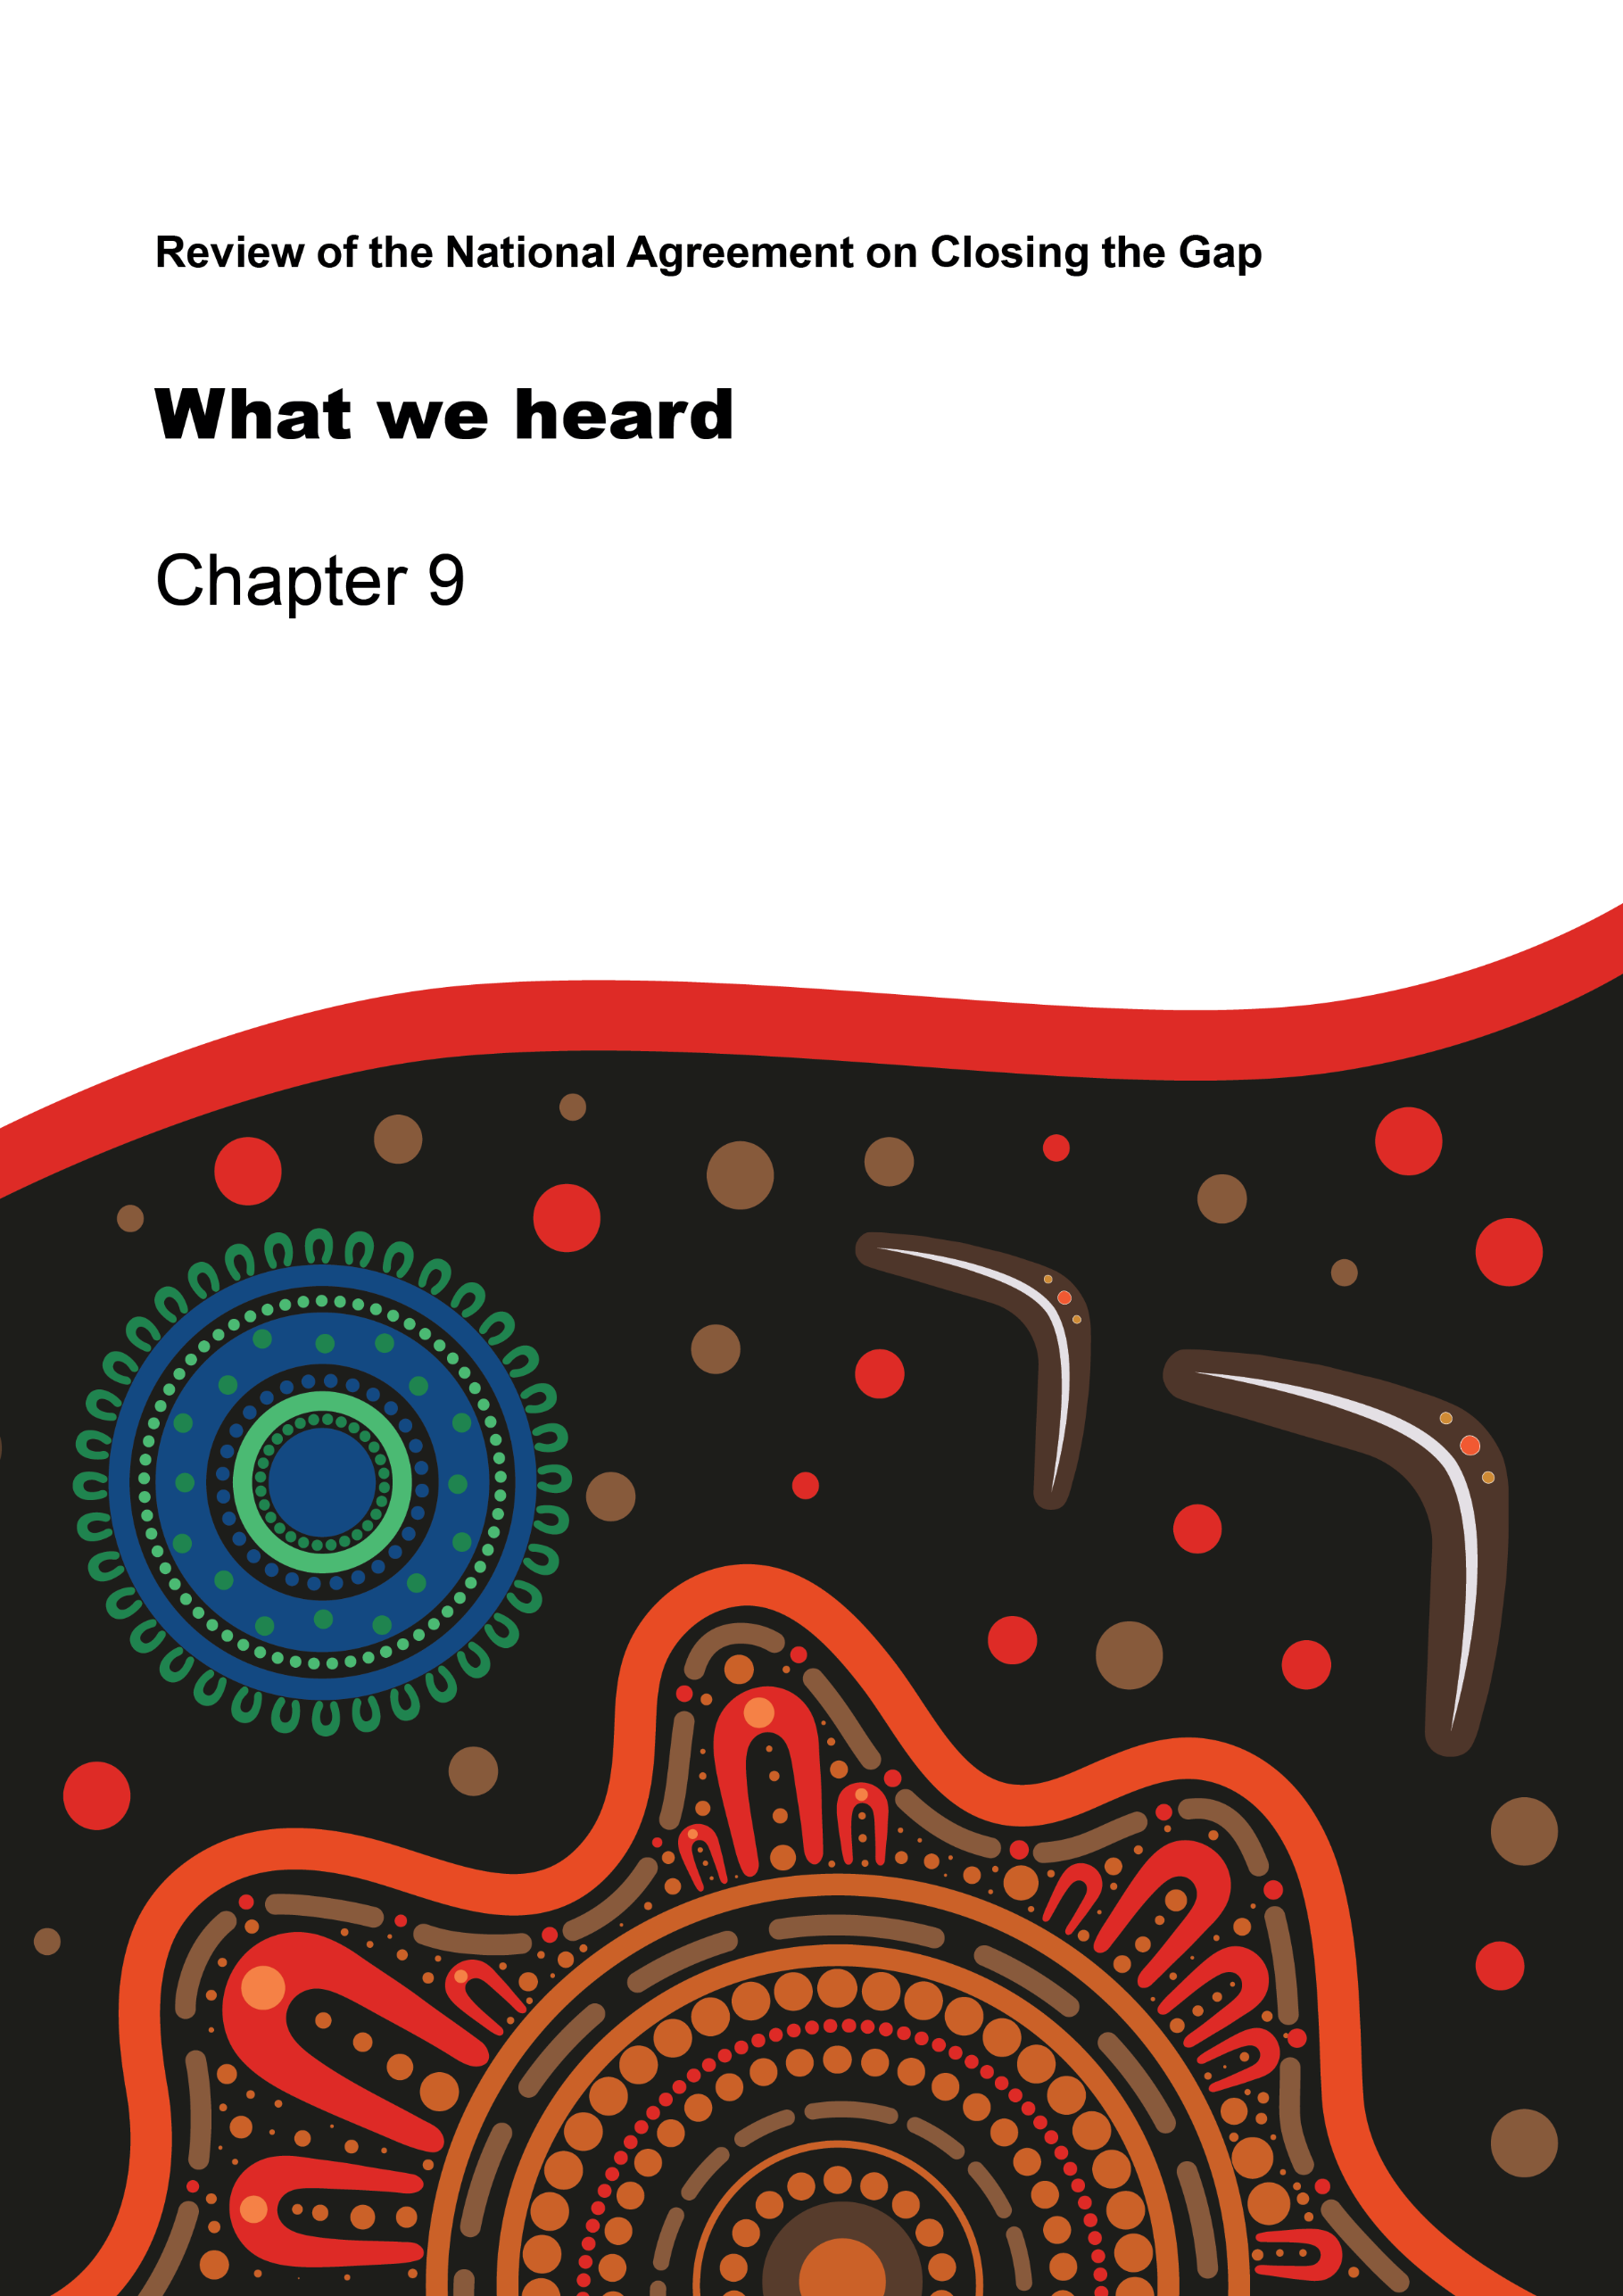 Review of the National Agreement on Closing the Gap
What we heard
Chapter 9